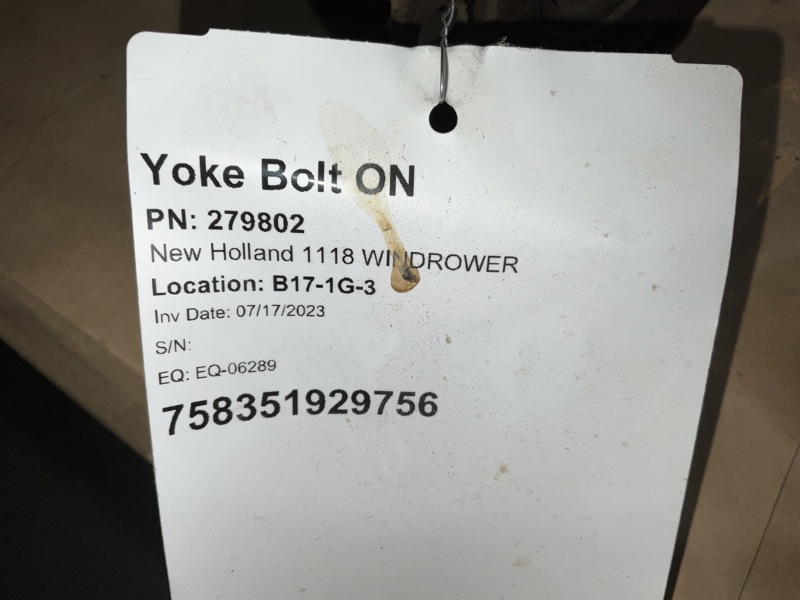 Yoke Bolt ON
PN: 279802
New Holland 1118 WINDROWER
Location: B17-1G-3
Inv Date: 07/17/2023
S/N:
EQ: EQ-06289
758351929756